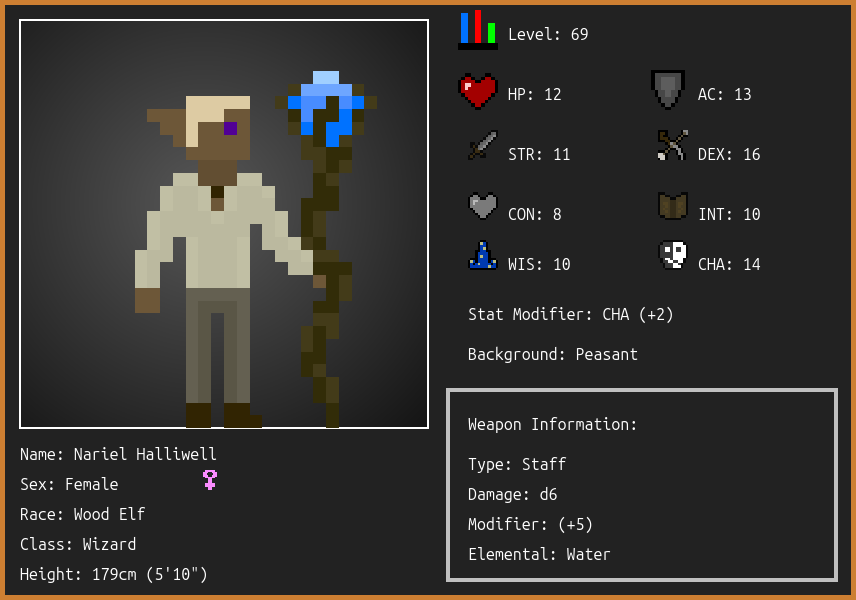 Level: 69
HP: 12
AC: 13
STR: 11
DEX: 16
CON: 8
INT: 10
WIS: 10
CHA: 14
Stat Modifier: CHA (+2)
Background: Peasant
Weapon Information:
Type: Staff
Damage: d6
Modifier: (+5)
Elemental: Water
Name: Nariel Halliwell
Sex: Female
Race: Wood Elf
Class: Wizard
Height: 179cm (5'10")